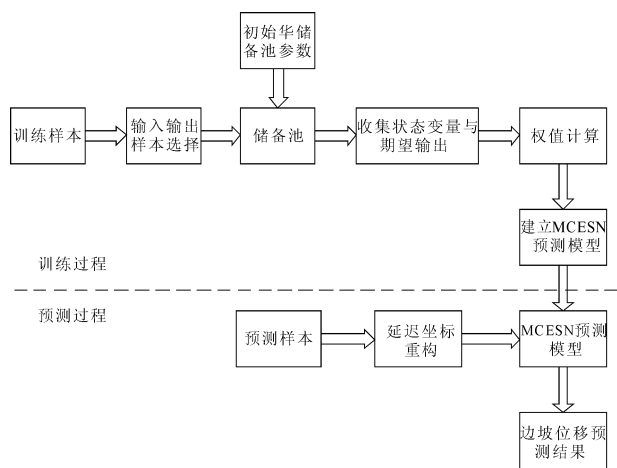 初始华储
备池参数
训练样本
输入输出
样本选择
储备池
收集状态变量与
期望输出
权值计算
建立MCESN
预测模型
训练过程
预测过程
预测样本
延迟坐标
重构
MCESN预测
模型
边坡位移预
测结果